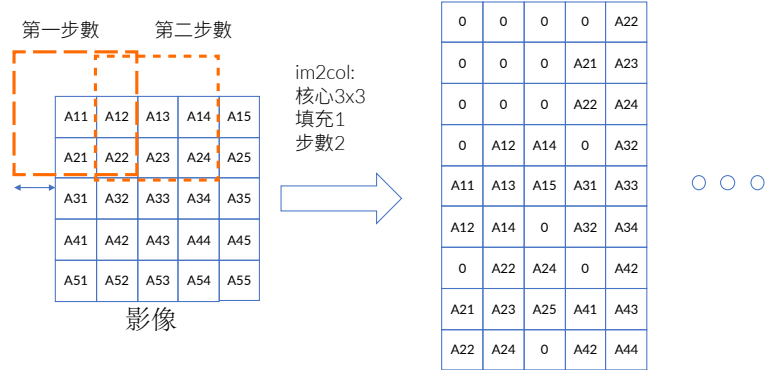 第一步數 第二步數
im2col:
核心3x3
填充1
步數2
A11 A12 A13 A14 A15
A21 A22 A23 A24 A25
A31 A32 A33 A34 A35
A41 A42 A43 A44 A45
A51 A52 A53 A54 A55
影像
0 0 0 0 A22
0 0 0 A21 A23
0 0 0 A22 A24
0 A12 A14 0 A32
A11 A13 A15 A31 A33
A12 A14 0 A32 A34
0 A22 A24 0 A42
A21 A23 A25 A41 A43
A22 A24 0 A42 A44